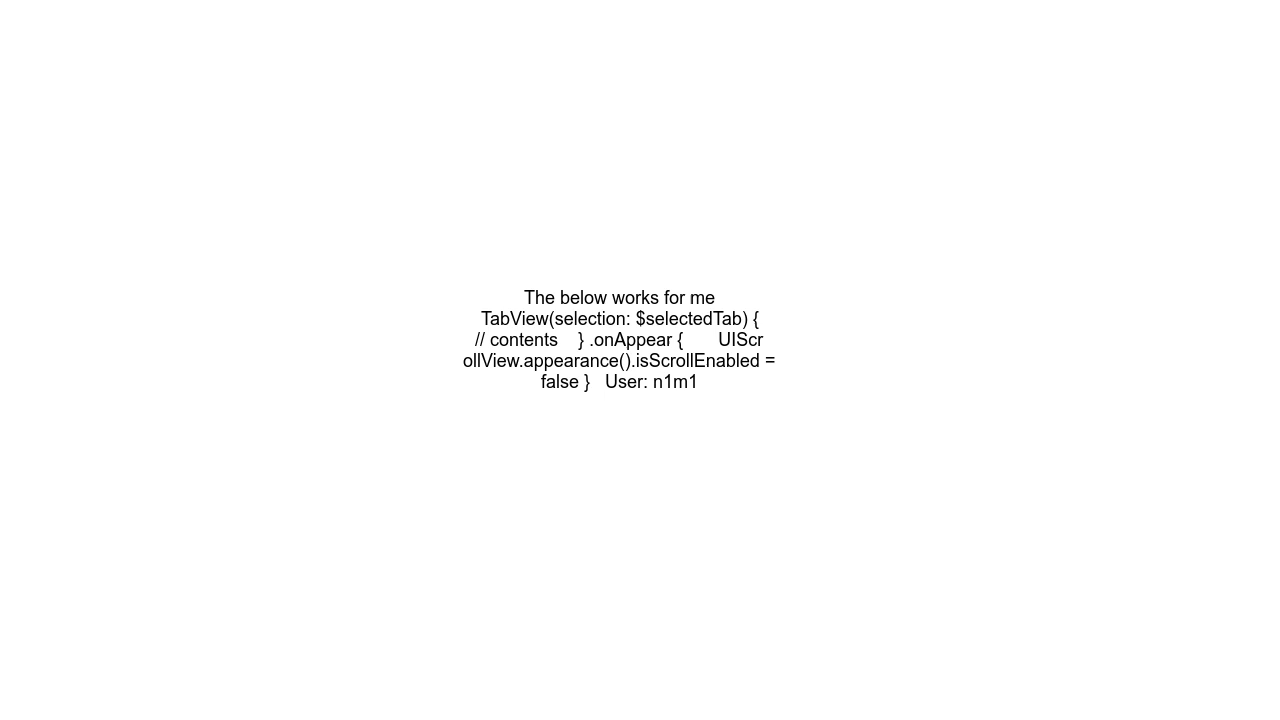 The below works for me
TabView(selection: $selectedTab) {
// contents    } .onAppear {       UIScr
ollView.appearance().isScrollEnabled =
false }   User: n1m1